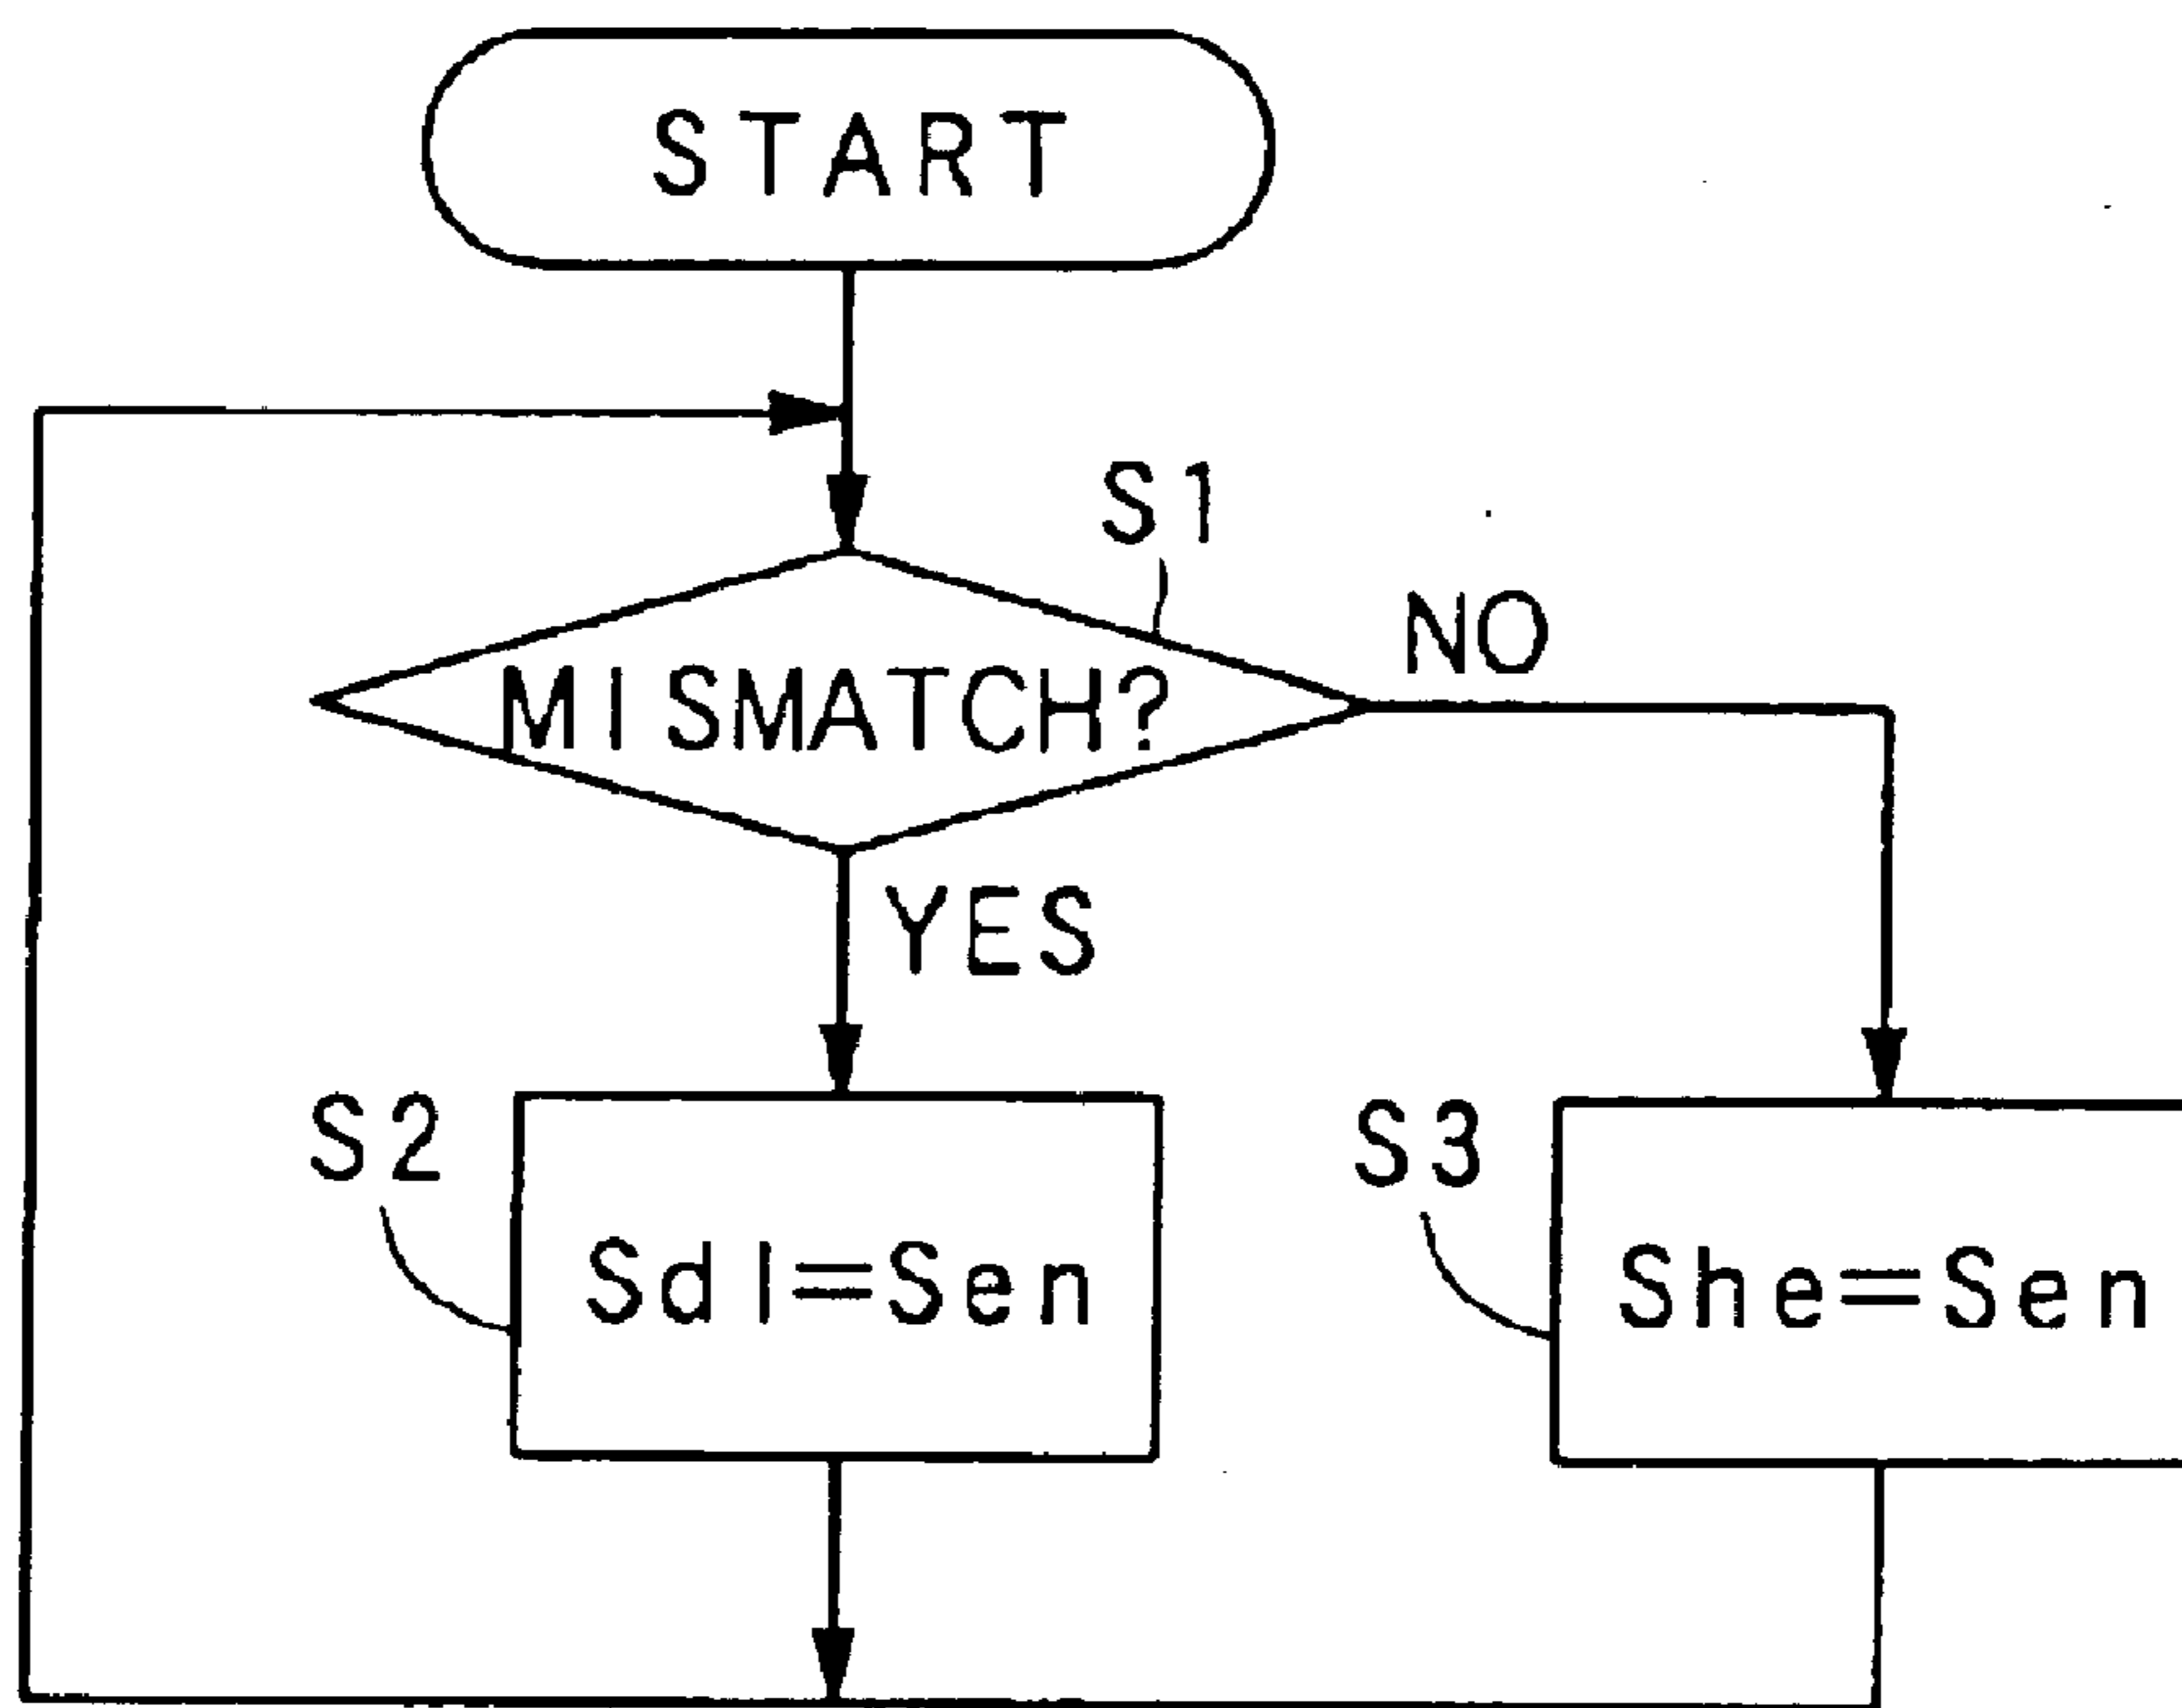 START
S1
NO
MISMATCH?
YES
S2
S3
Sdl=Sen
She=Sen